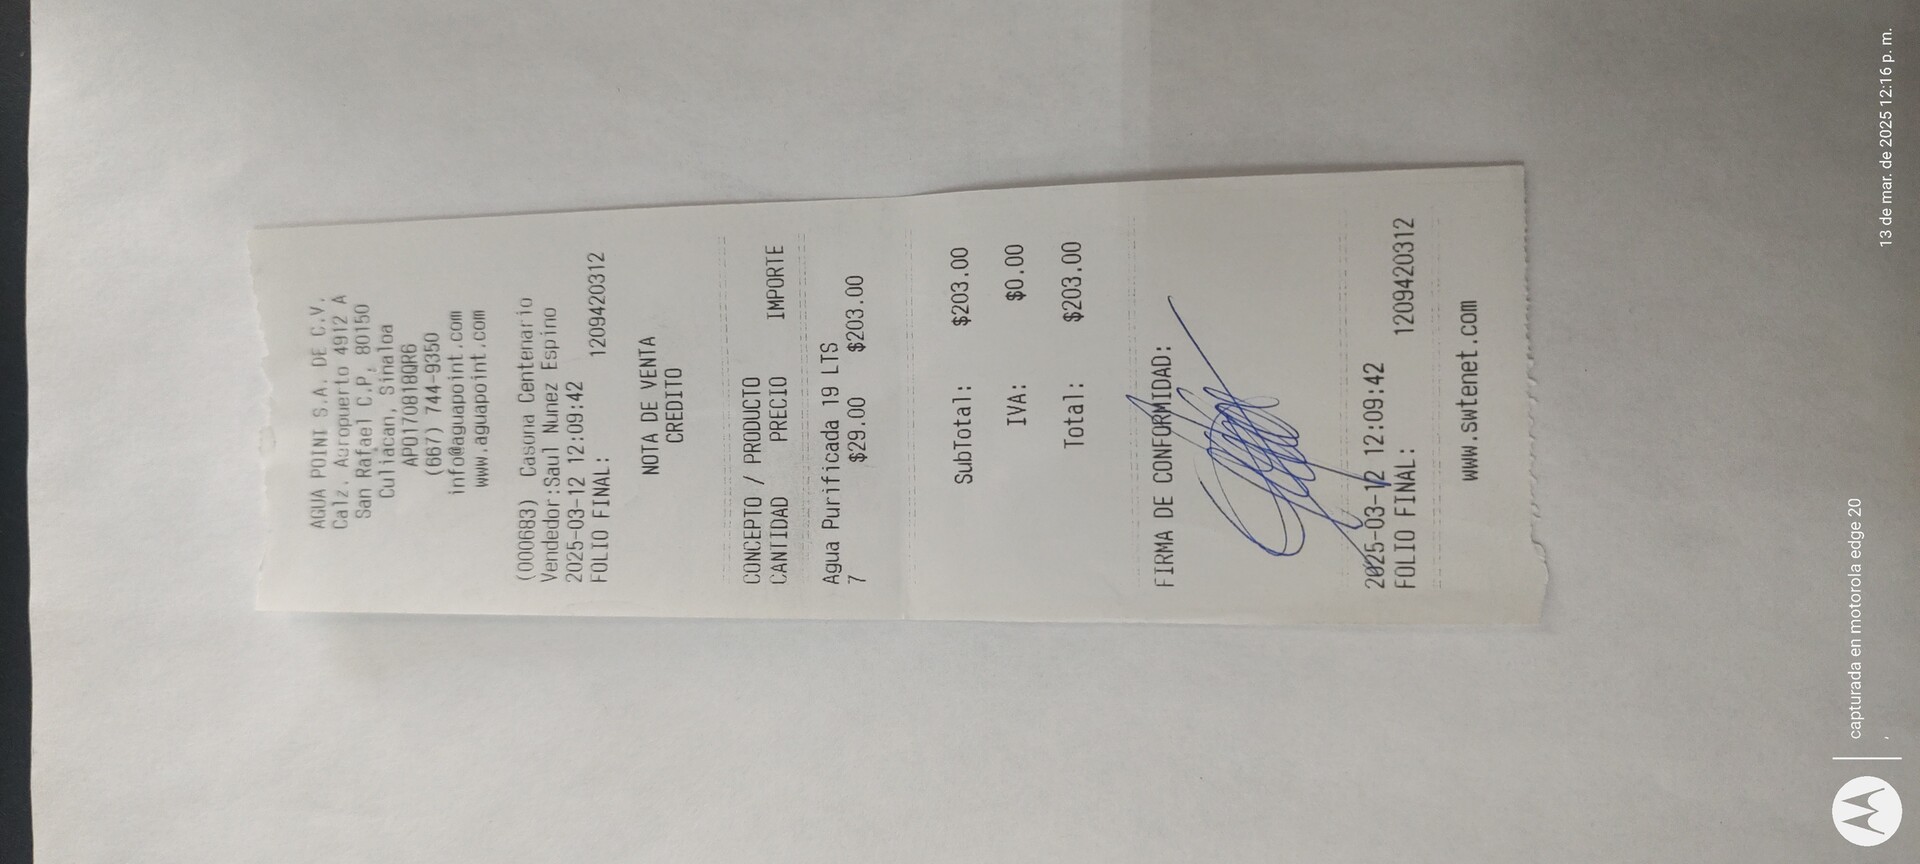 AGUA POINT S.A. DE C.V.
Calz. Aeropuerto 4912 A
San Rafael C.P. 80150
Culiacan, Sinaloa
APO170818QR6
(667) 744-9350
info@aguapoint.com
www.aguapoint.com
(000683) Casona Centenario
Vendedor:Saul Nunez Espino
2025-03-12 12:09:42
FOLIO FINAL: 1209420312
NOTA DE VENTA
CREDITO
CONCEPTO / PRODUCTO
CANTIDAD PRECIO IMPORTE
Agua Purificada 19 LTS
7 $29.00 $203.00
SubTotal: $203.00
IVA: $0.00
Total: $203.00
FIRMA DE CONFORMIDAD:
2025-03-12 12:09:42
FOLIO FINAL: 1209420312
www.swtenet.com
capturada en motorola edge 20
13 de mar. de 2025 12:16 p. m.